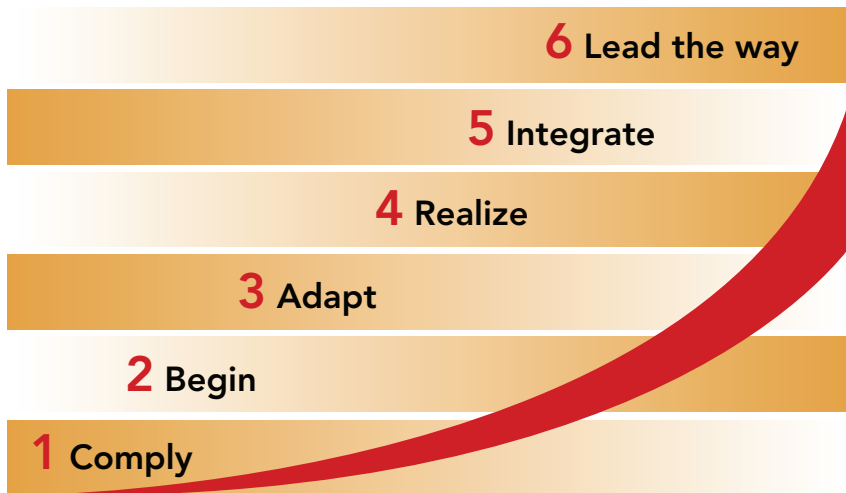 6 Lead the way
5 Integrate
4 Realize
3 Adapt
2 Begin
1 Comply